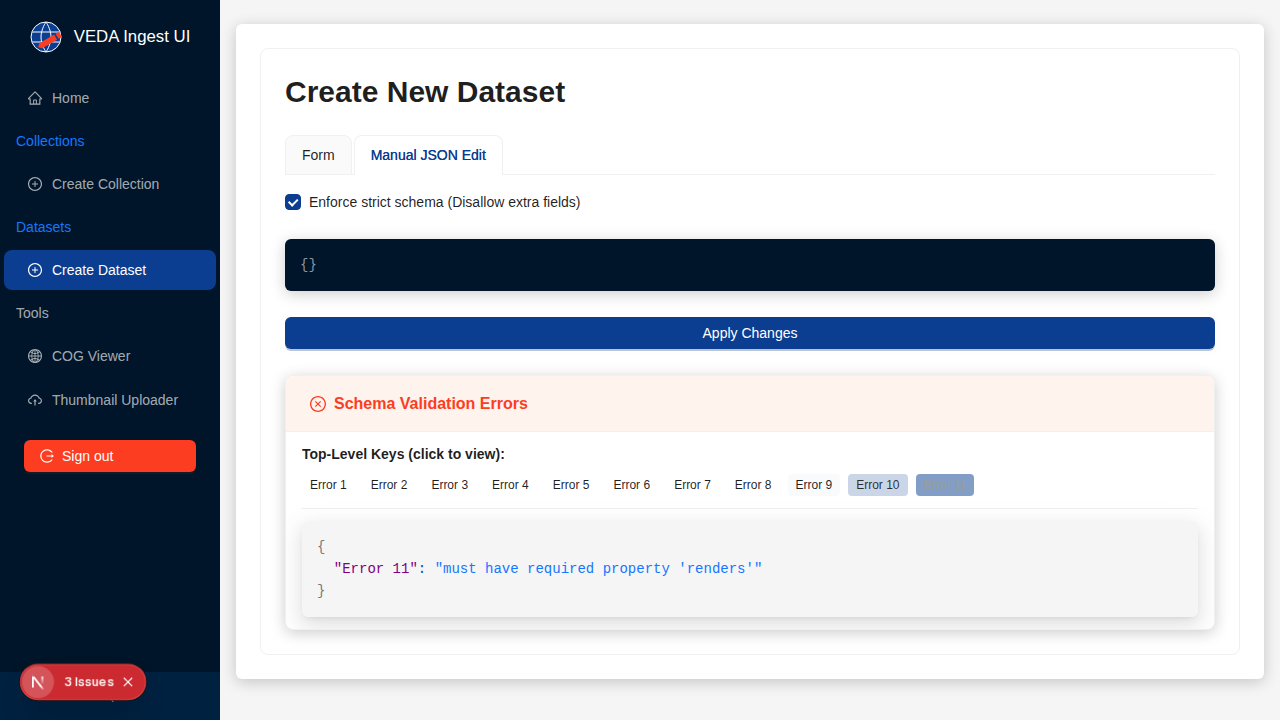 VEDA Ingest UI
Home
Collections
Create Collection
Datasets
Create Dataset
Tools
COG Viewer
Thumbnail Uploader
Sign out
3 Issues
Create New Dataset
Form
Manual JSON Edit
Enforce strict schema (Disallow extra fields)
{}
Apply Changes
Schema Validation Errors
Top-Level Keys (click to view):
Error 1 Error 2 Error 3 Error 4 Error 5 Error 6 Error 7 Error 8 Error 9 Error 10
{
"Error 11": "must have required property 'renders'"
}